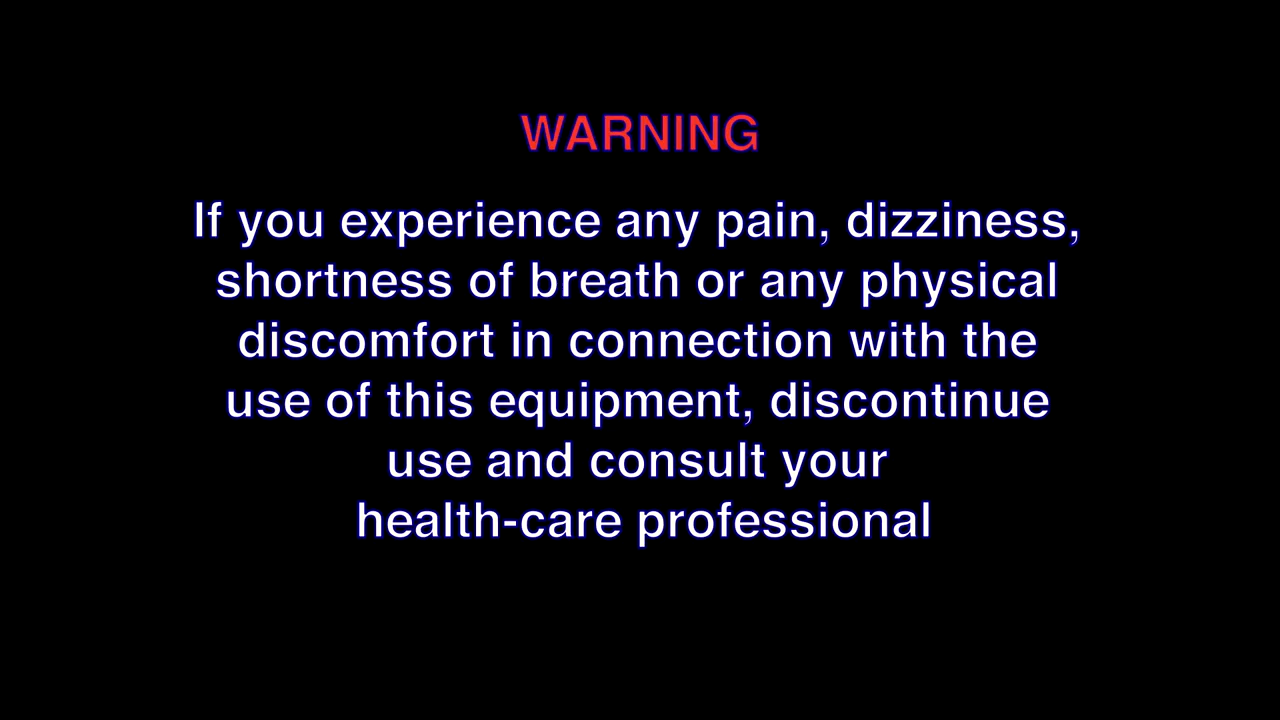 WARNING
If you experience any pain, dizziness,
shortness of breath or any physical
discomfort in connection with the
use of this equipment, discontinue
use and consult your
health-care professional